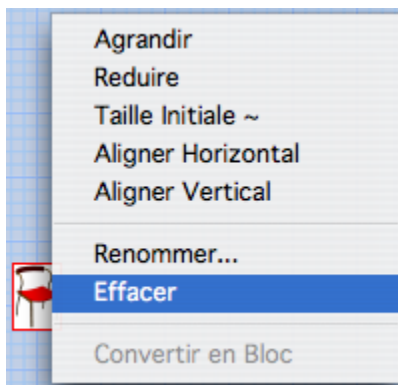 Agrandir
Reduire
Taille Initiale ~
Aligner Horizontal
Aligner Vertical
Renommer...
Effacer
Convertir en Bloc